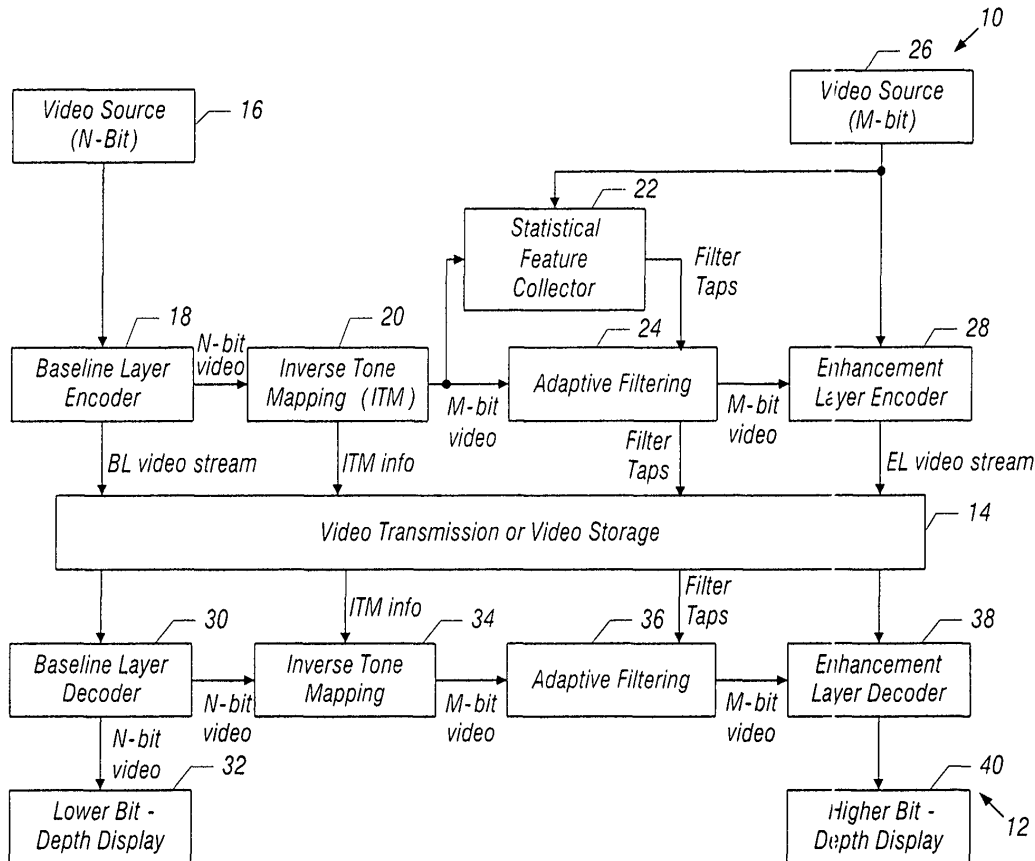 10
26
Video Source
(N-Bit)
16
Video Source
(M-bit)
22
Statistical
Feature
Collector
Filter
Taps
18
N-bit
video
20
24
28
Baseline Layer
Encoder
Inverse Tone
Mapping (ITM)
M-bit
video
Adaptive Filtering
M-bit
video
Enhancement
Layer Encoder
BL video stream
ITM info
Filter
Taps
EL video stream
Video Transmission or Video Storage
14
ITM info
Filter
Taps
30
34
36
38
Baseline Layer
Decoder
N-bit
video
Inverse Tone
Mapping
M-bit
video
Adaptive Filtering
M-bit
video
Enhancement
Layer Decoder
N-bit
video
32
40
Lower Bit -
Depth Display
Higher Bit -
Depth Display
12